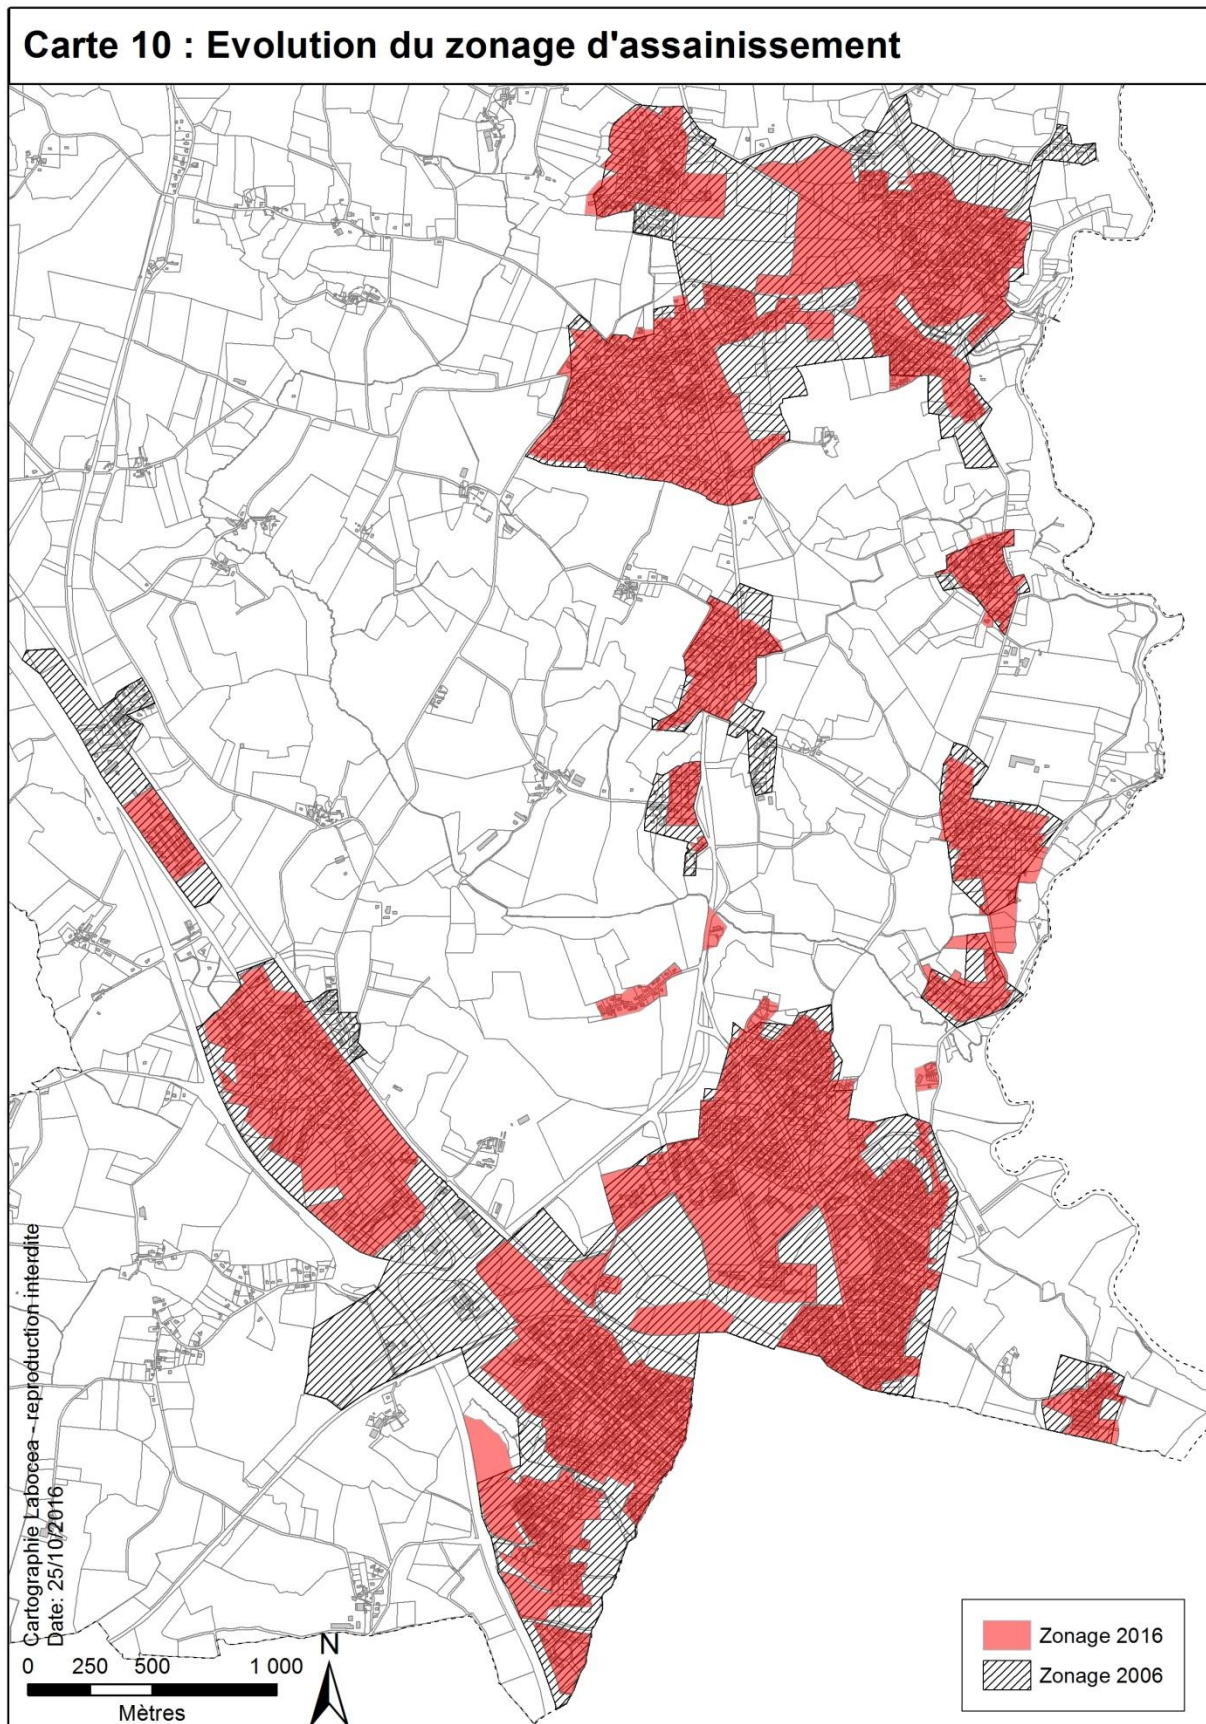 Carte 10 : Evolution du zonage d'assainissement
Cartographie Labocea - reproduction interdite
Date: 25/10/2016
N
0 250 500 1 000
Mètres
Zonage 2016
Zonage 2006